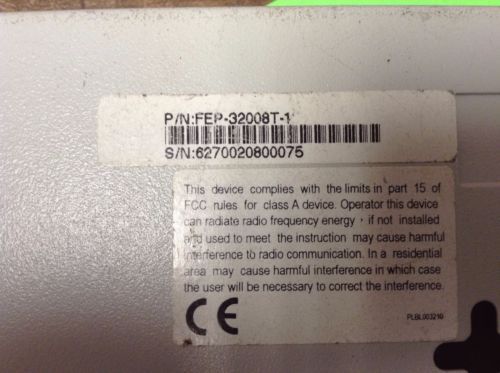 P/N:FEP-32008T-1
S/N:6270020800075
This device complies with the limits in part 15 of
FCC rules for class A device. Operator this device
can radiate radio frequency energy , if not installed
and used to meet the instruction may cause harmful
interference to radio communication. In a residential
area may cause harmful interference in which case
the user will be necessary to correct the interference.
CE
PLBL003210